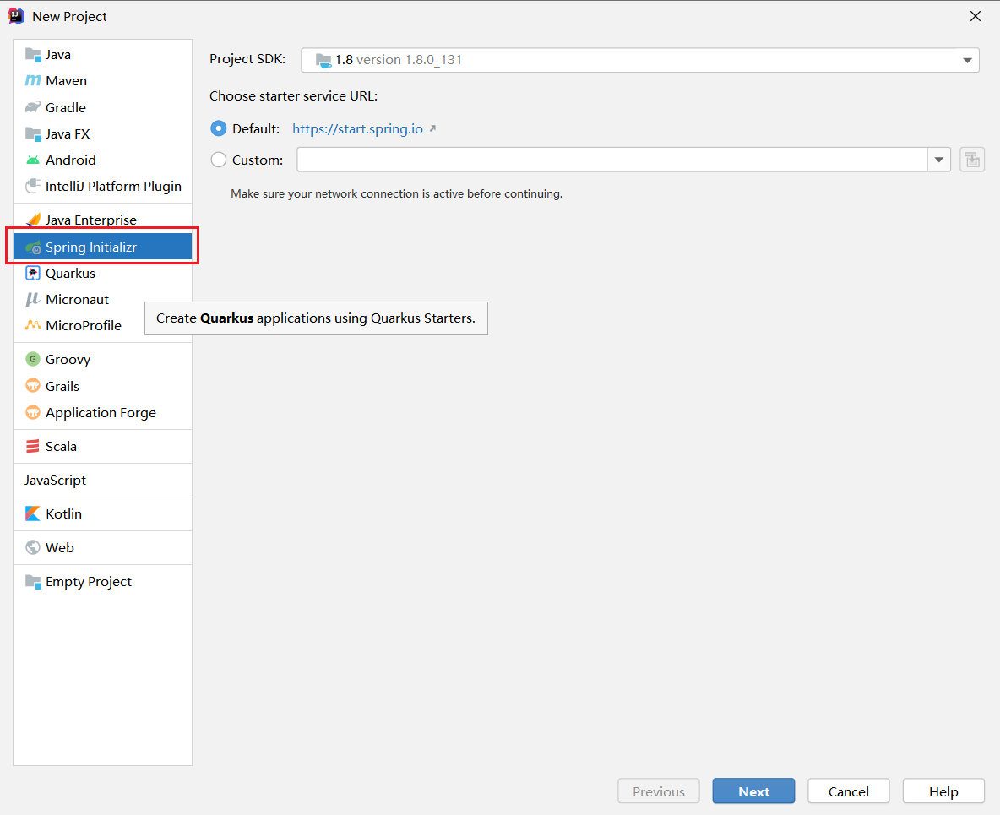 New Project
Java
Maven
Gradle
Java FX
Android
IntelliJ Platform Plugin
Java Enterprise
Spring Initializr
Quarkus
Micronaut
MicroProfile
Groovy
Grails
Application Forge
Scala
JavaScript
Kotlin
Web
Empty Project
Project SDK: 1.8 version 1.8.0_131
Choose starter service URL:
Default: https://start.spring.io
Custom:
Make sure your network connection is active before continuing.
Create Quarkus applications using Quarkus Starters.
Previous Next Cancel Help